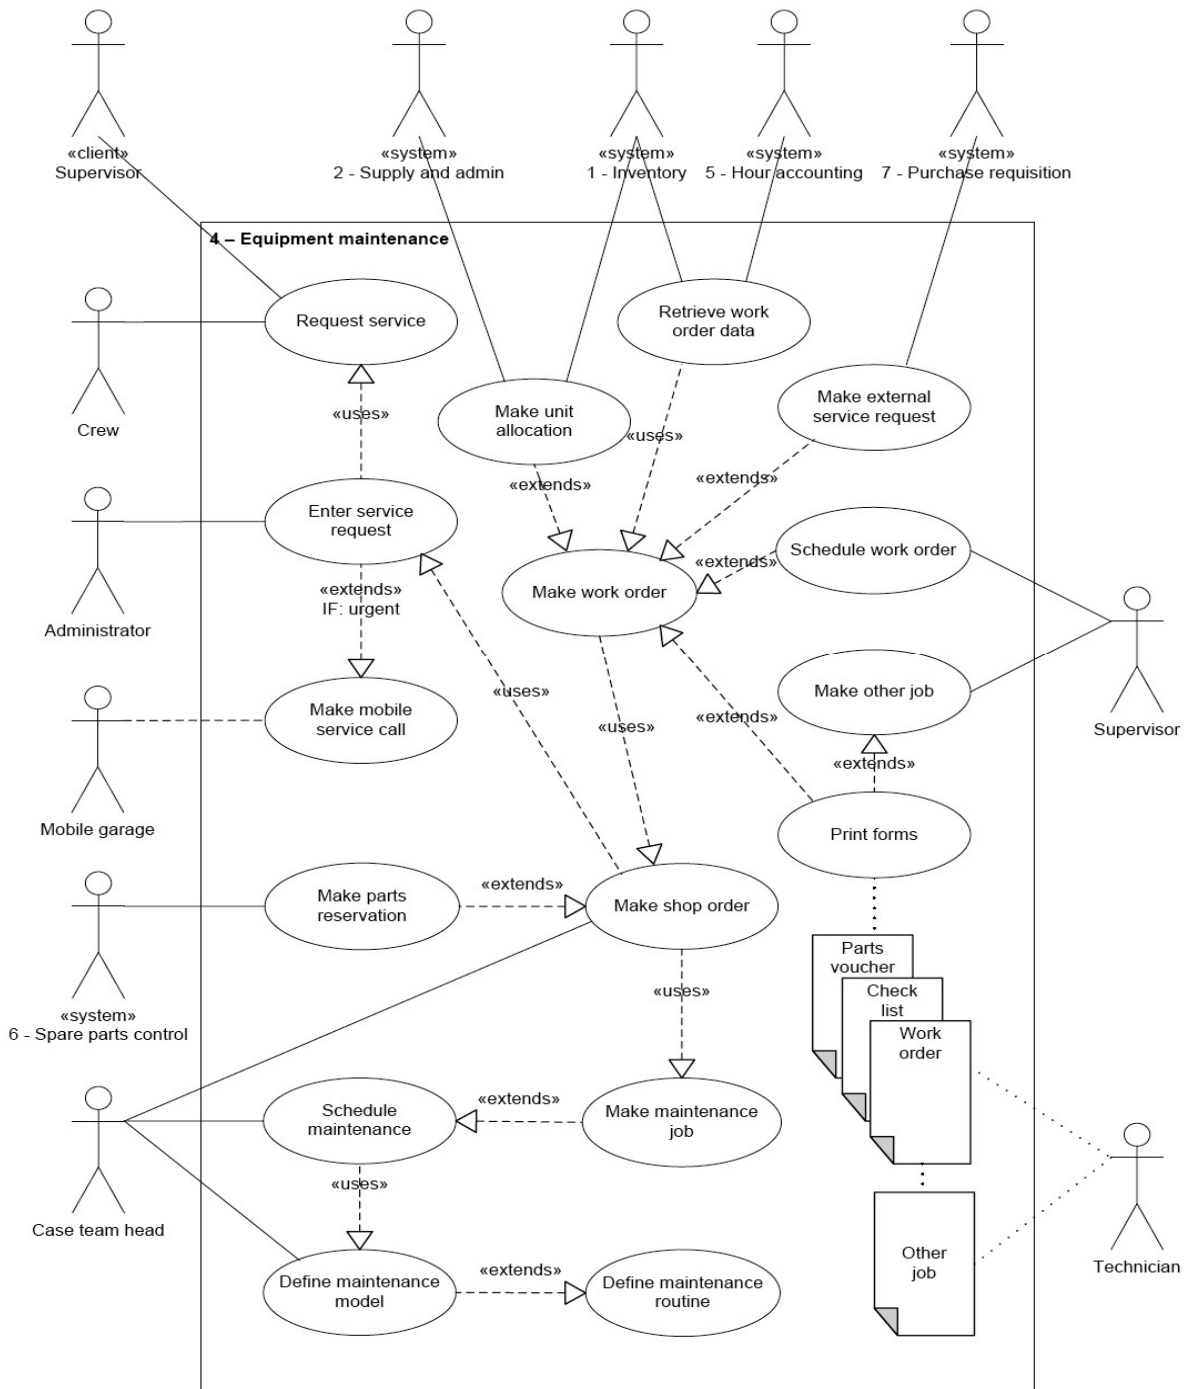 «client»
Supervisor
«system»
2 - Supply and admin
«system»
1 - Inventory
«system»
5 - Hour accounting
«system»
7 - Purchase requisition
4 – Equipment maintenance
Crew
Request service
Retrieve work
order data
Make unit
allocation
Make external
service request
«uses»
«uses»
«extends»
«extends»
Administrator
Enter service
request
«extends»
IF: urgent
Make work order
«extends»
Schedule work order
Mobile garage
Make mobile
service call
«uses»
«uses»
«extends»
Make other job
Supervisor
«extends»
Print forms
«system»
6 - Spare parts control
Make parts
reservation
«extends»
Make shop order
«uses»
Parts
voucher
Check
list
Work
order
Case team head
Schedule
maintenance
«extends»
Make maintenance
job
«uses»
Define maintenance
model
«extends»
Define maintenance
routine
Other
job
Technician